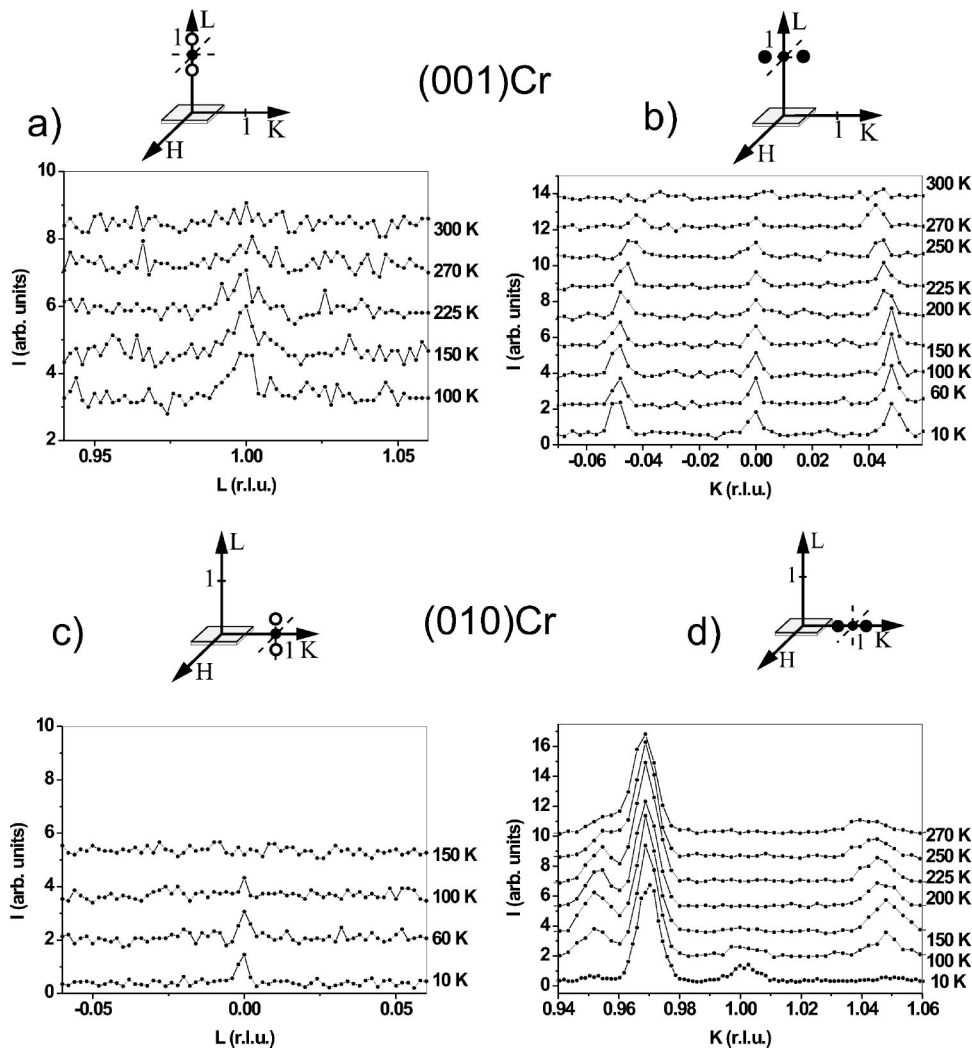 L
1
1
K
H
a)
(001)Cr
L
1
1
K
H
b)
10
8
6
4
2
I (arb. units)
300 K
270 K
225 K
150 K
100 K
0.95
1.00
1.05
L (r.l.u.)
14
12
10
8
6
4
2
0
I (arb. units)
300 K
270 K
250 K
225 K
200 K
150 K
100 K
60 K
10 K
-0.06
-0.04
-0.02
0.00
0.02
0.04
K (r.l.u.)
L
1
1 K
H
c)
(010)Cr
L
1
1 K
H
d)
10
8
6
4
2
0
I (arb. units)
150 K
100 K
60 K
10 K
-0.05
0.00
0.05
L (r.l.u.)
16
14
12
10
8
6
4
2
0
I (arb. units)
270 K
250 K
225 K
200 K
150 K
100 K
10 K
0.94
0.96
0.98
1.00
1.02
1.04
1.06
K (r.l.u.)